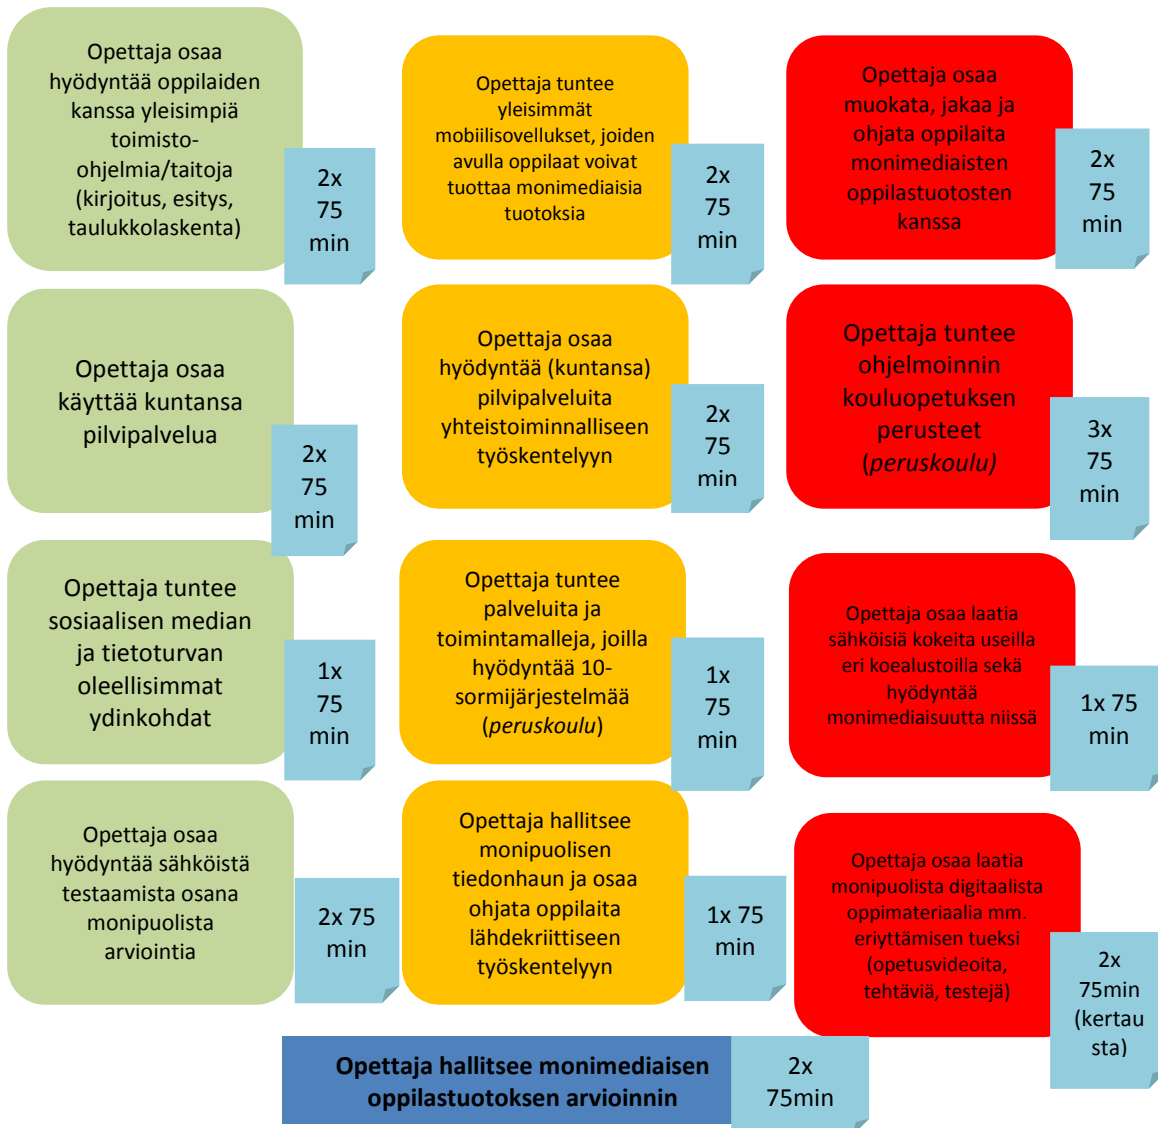 Opettaja osaa
hyödyntää oppilaiden
kanssa yleisimpiä
toimisto-
ohjelmia/taitoja
(kirjoitus, esitys,
taulukkolaskenta)
2x
75
min
Opettaja tuntee
yleisimmät
mobiilisovellukset, joiden
avulla oppilaat voivat
tuottaa monimediaisia
tuotoksia
2x
75
min
Opettaja osaa
muokata, jakaa ja
ohjata oppilaita
monimediaisten
oppilastuotosten
kanssa
2x
75
min
Opettaja osaa
käyttää kuntansa
pilvipalvelua
2x
75
min
Opettaja osaa
hyödyntää (kuntansa)
pilvipalveluita
yhteistoiminnalliseen
työskentelyyn
2x
75
min
Opettaja tuntee
ohjelmoinnin
kouluopetuksen
perusteet
(peruskoulu)
3x
75
min
Opettaja tuntee
sosiaalisen median
ja tietoturvan
oleellisimmat
ydinkohdat
1x
75
min
Opettaja tuntee
palveluita ja
toimintamalleja, joilla
hyödyntää 10-
sormijärjestelmää
(peruskoulu)
1x
75
min
Opettaja osaa laatia
sähköisiä kokeita useilla
eri koealustoilla sekä
hyödyntää
monimediaisuutta niissä
1x 75
min
Opettaja osaa
hyödyntää sähköistä
testaamista osana
monipuolista
arviointia
2x 75
min
Opettaja hallitsee
monipuolisen
tiedonhaun ja osaa
ohjata oppilaita
lähdekriittiseen
työskentelyyn
1x 75
min
Opettaja osaa laatia
monipuolista digitaalista
oppimateriaalia mm.
eriyttämisen tueksi
(opetusvideoita,
tehtäviä, testejä)
2x
75min
(kertau
sta)
Opettaja hallitsee monimediaisen
oppilastuotoksen arvioinnin
2x
75min